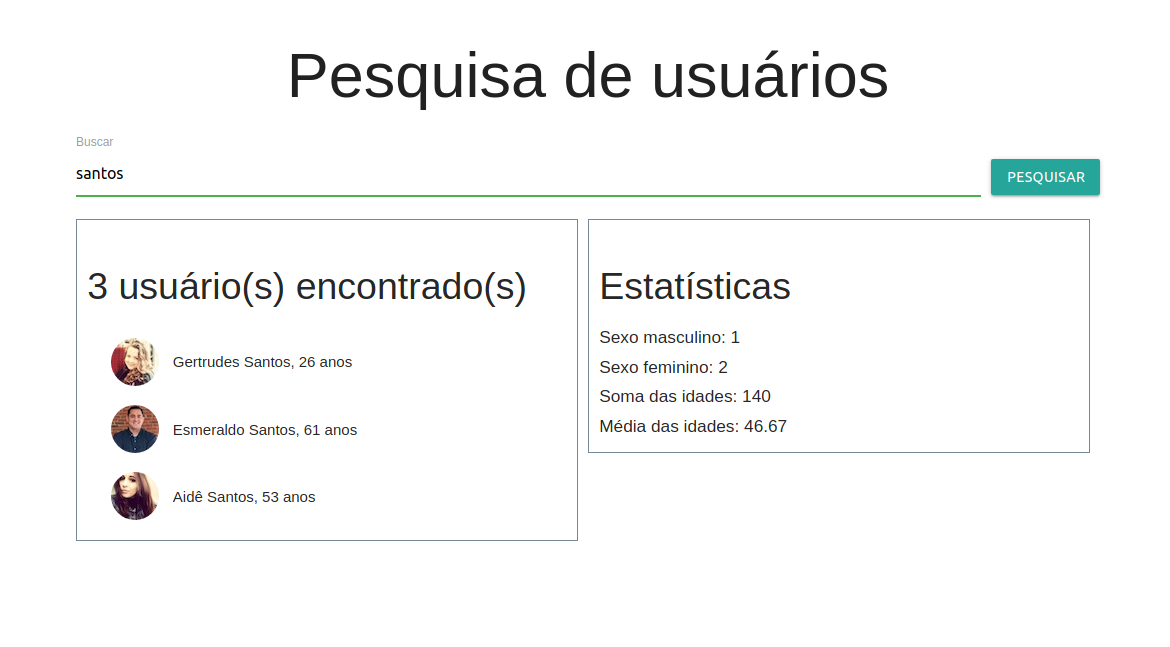 Pesquisa de usuários
Buscar
santos
PESQUISAR
3 usuário(s) encontrado(s)
Gertrudes Santos, 26 anos
Esmeraldo Santos, 61 anos
Aidê Santos, 53 anos
Estatísticas
Sexo masculino: 1
Sexo feminino: 2
Soma das idades: 140
Média das idades: 46.67